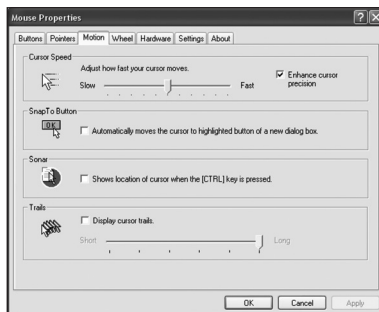 Mouse Properties
Buttons Pointers Motion Wheel Hardware Settings About
Cursor Speed
Adjust how fast your cursor moves.
Slow Fast
Enhance cursor precision
SnapTo Button
OK
Automatically moves the cursor to highlighted button of a new dialog box.
Sonar
Shows location of cursor when the [CTRL] key is pressed.
Trails
Display cursor trails.
Short Long
OK Cancel Apply